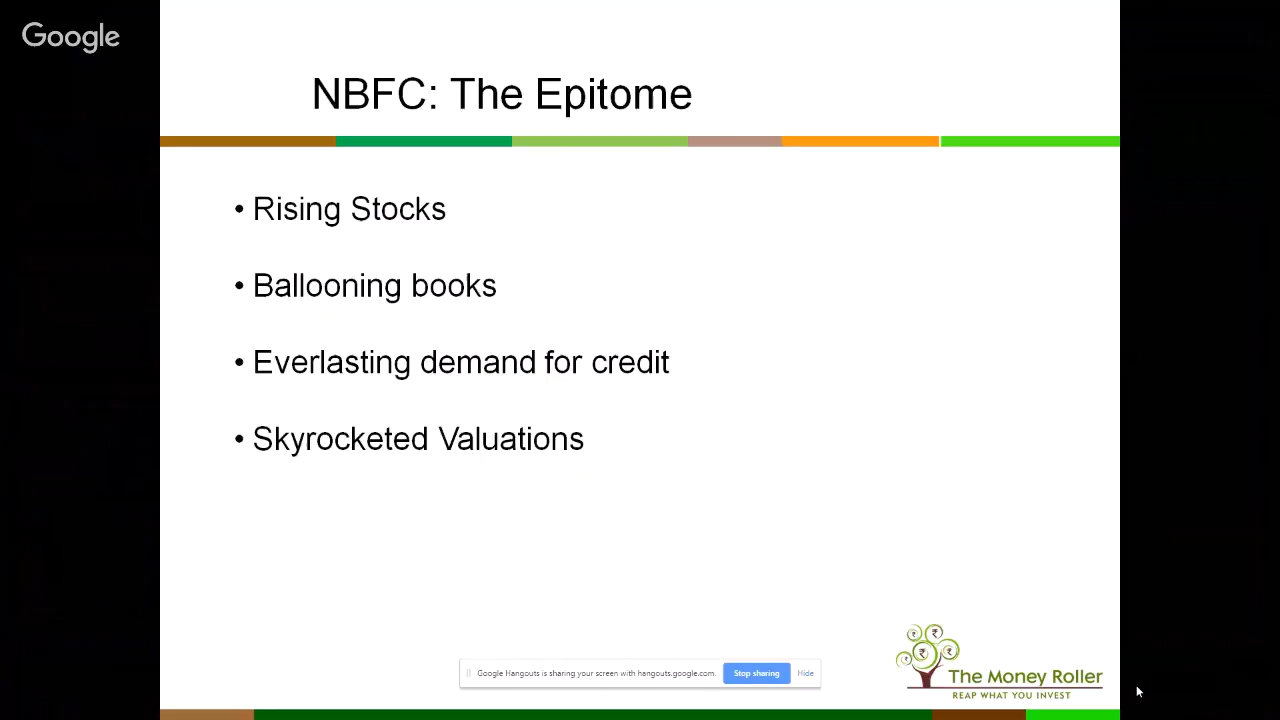 Google
NBFC: The Epitome
• Rising Stocks
• Ballooning books
• Everlasting demand for credit
• Skyrocketed Valuations
Google Hangouts is sharing your screen with hangouts.google.com. Stop sharing Hide
The Money Roller
REAP WHAT YOU INVEST